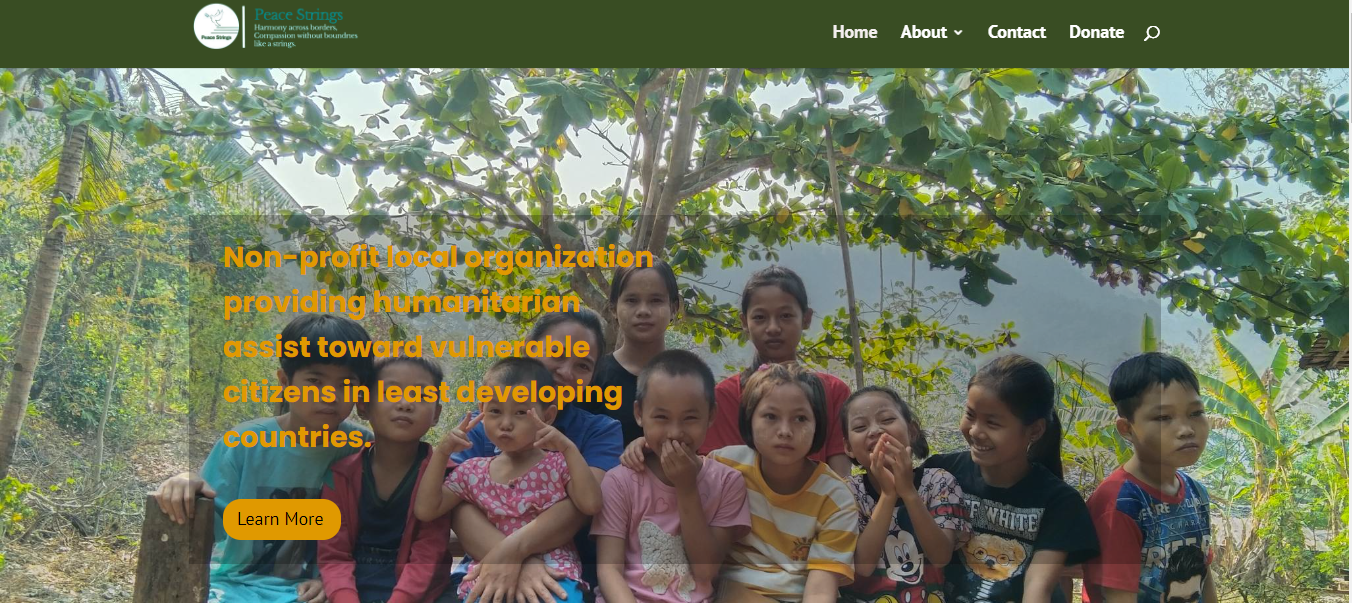 Peace Strings
Harmony across borders,
Compassion without boundries
like a strings.
Peace Strings
Home
About
Contact
Donate
Non-profit local organization
providing humanitarian
assist toward vulnerable
citizens in least developing
countries.
Learn More
WHITE